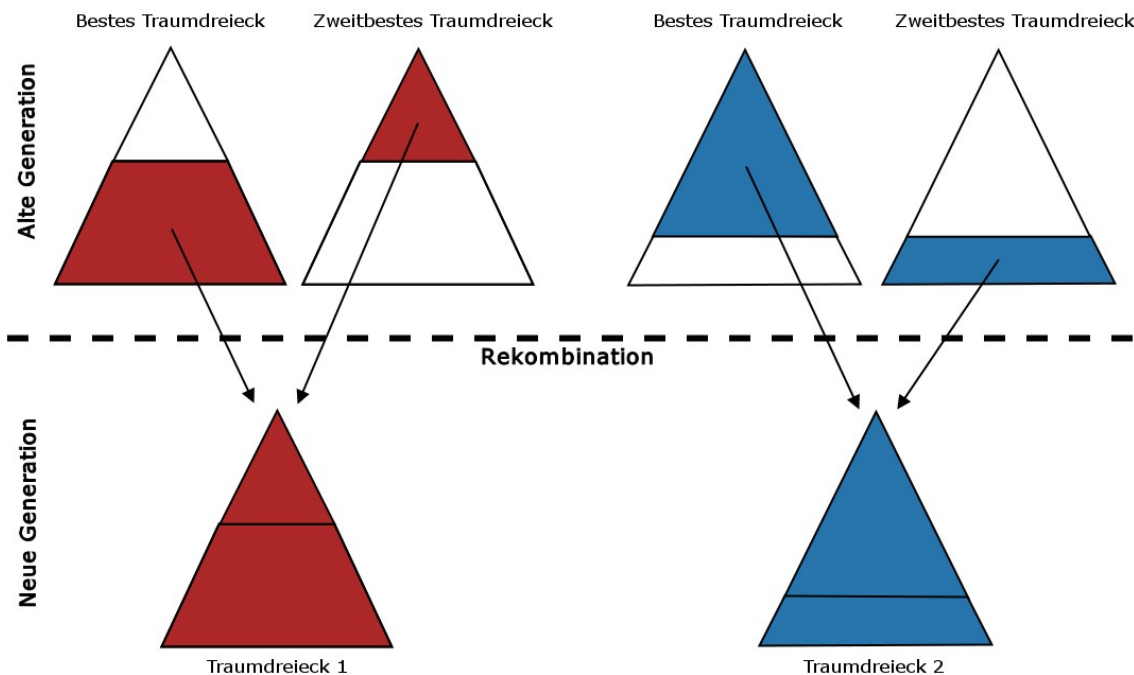 Bestes Traumdreieck
Zweitbestes Traumdreieck
Bestes Traumdreieck
Zweitbestes Traumdreieck
Alte Generation
Rekombination
Neue Generation
Traumdreieck 1
Traumdreieck 2